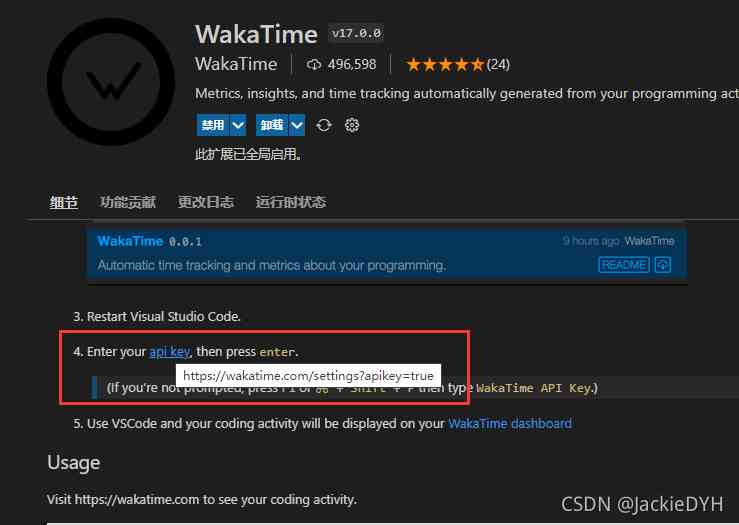 WakaTime v17.0.0
WakaTime 496,598 (24)
Metrics, insights, and time tracking automatically generated from your programming act
禁用 卸载
此扩展已全局启用。
细节 功能贡献 更改日志 运行时状态
WakaTime 0.0.1 9 hours ago WakaTime
Automatic time tracking and metrics about your programming. README
3. Restart Visual Studio Code.
4. Enter your api key, then press enter.
https://wakatime.com/settings?apikey=true
(If you're not prompted, press F1 or ⌘ + Shift + P then type WakaTime API Key.)
5. Use VSCode and your coding activity will be displayed on your WakaTime dashboard
Usage
Visit https://wakatime.com to see your coding activity.
CSDN @JackieDYH